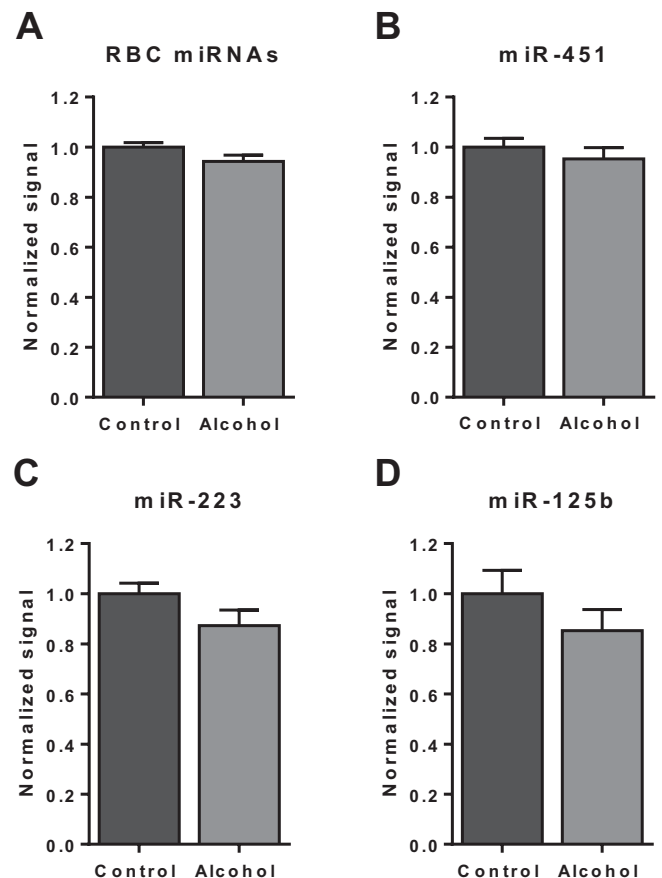 A
RBC miRNAs
Normalized signal
1.2
1.0
0.8
0.6
0.4
0.2
0.0
Control Alcohol
B
miR-451
Normalized signal
1.2
1.0
0.8
0.6
0.4
0.2
0.0
Control Alcohol
C
miR-223
Normalized signal
1.2
1.0
0.8
0.6
0.4
0.2
0.0
Control Alcohol
D
miR-125b
Normalized signal
1.2
1.0
0.8
0.6
0.4
0.2
0.0
Control Alcohol